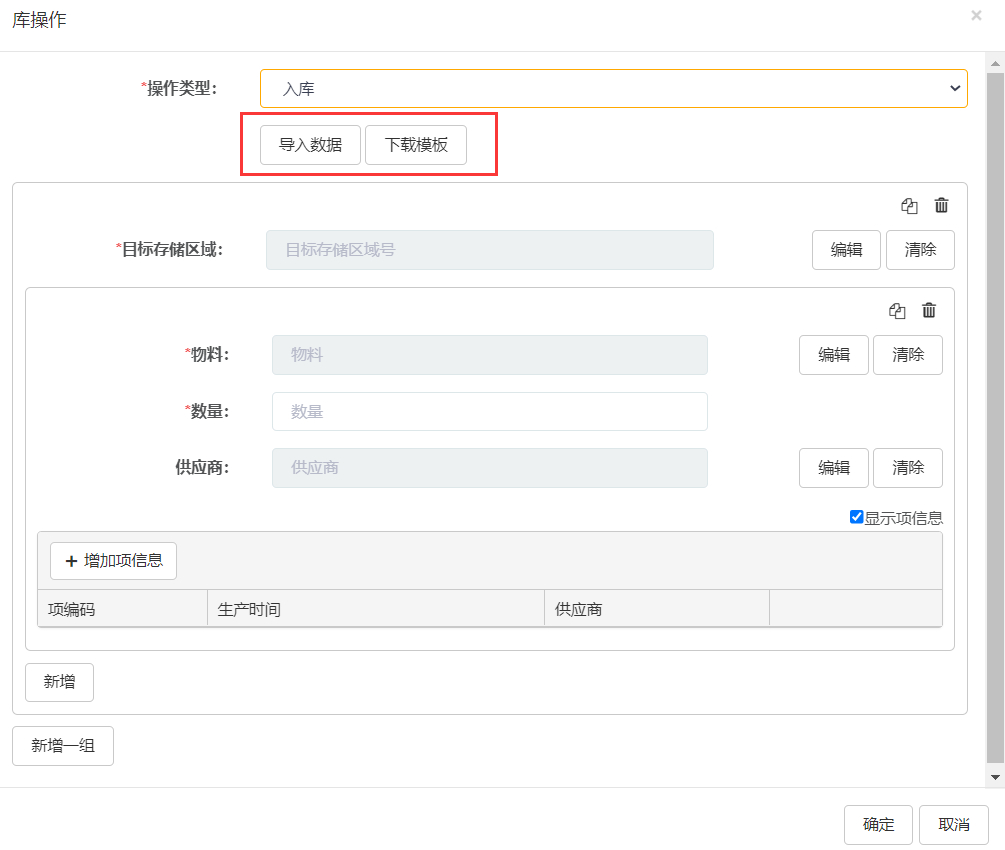 库操作
*操作类型： 入库
导入数据 下载模板
*目标存储区域： 目标存储区域号 编辑 清除
*物料： 物料 编辑 清除
*数量： 数量
供应商： 供应商 编辑 清除
显示项信息
+ 增加项信息
项编码 生产时间 供应商
新增
新增一组
确定 取消